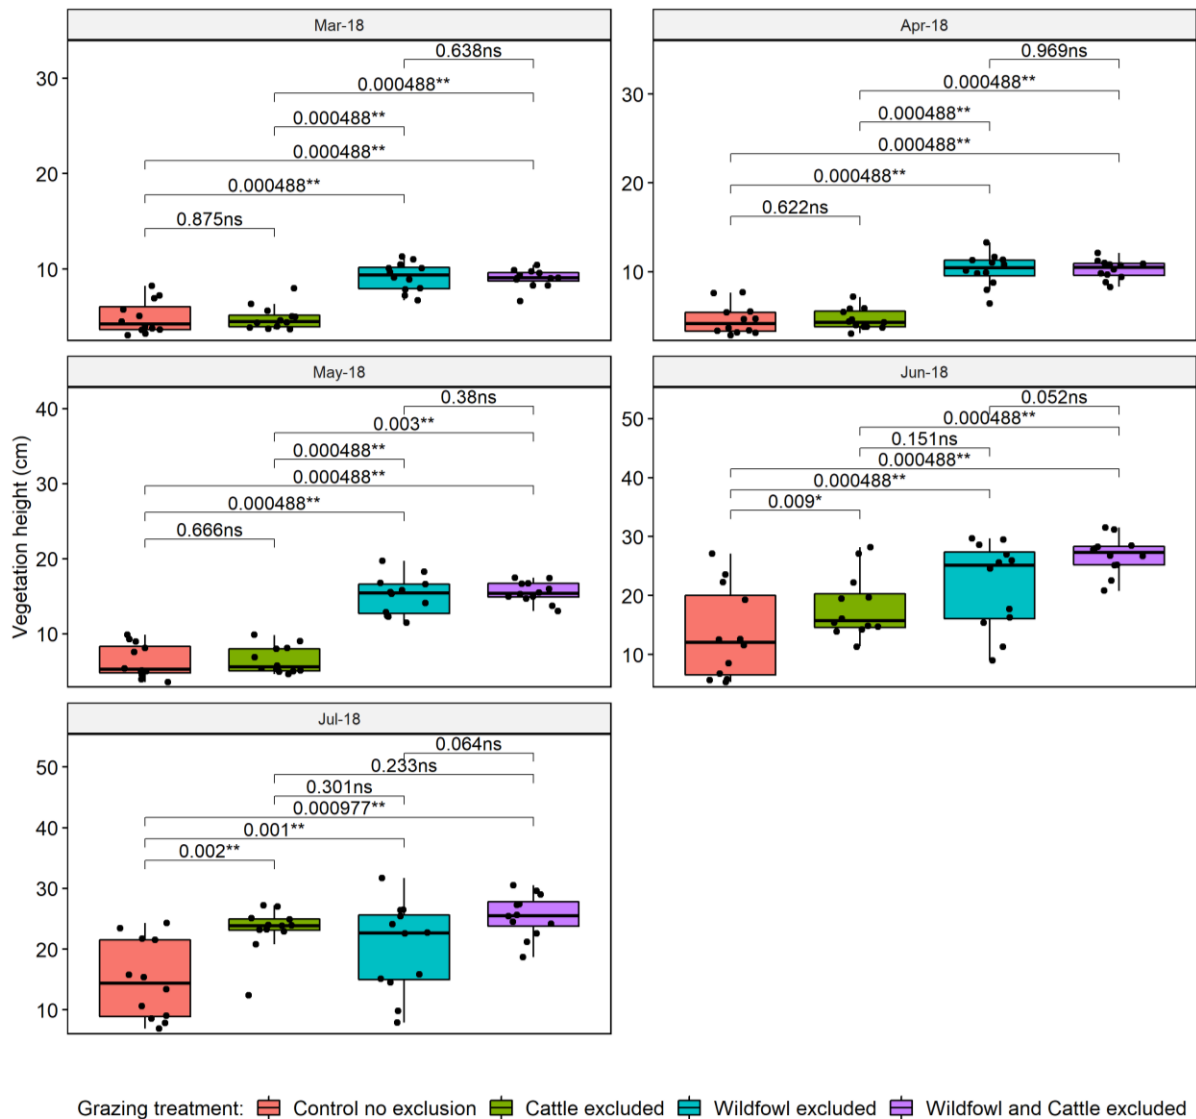 Mar-18
Apr-18
0.638ns
0.969ns
30
0.000488**
30
0.000488**
0.000488**
0.000488**
0.000488**
0.000488**
20
0.000488**
20
0.000488**
0.875ns
0.622ns
10
10
May-18
Jun-18
Vegetation height (cm)
0.38ns
0.052ns
40
0.003**
50
0.000488**
0.000488**
0.151ns
30
0.000488**
40
0.000488**
0.000488**
0.000488**
0.666ns
0.009*
20
30
20
10
10
Jul-18
0.064ns
50
0.233ns
0.301ns
40
0.000977**
0.001**
0.002**
30
20
10
Grazing treatment: Control no exclusion Cattle excluded Wildfowl excluded Wildfowl and Cattle excluded